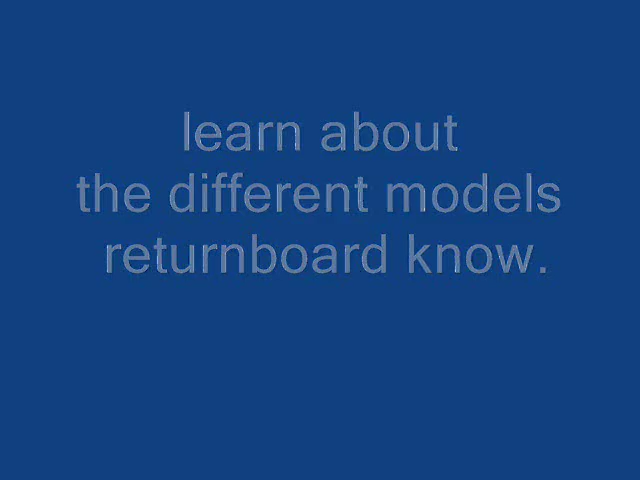 learn about
the different models
returnboard know.